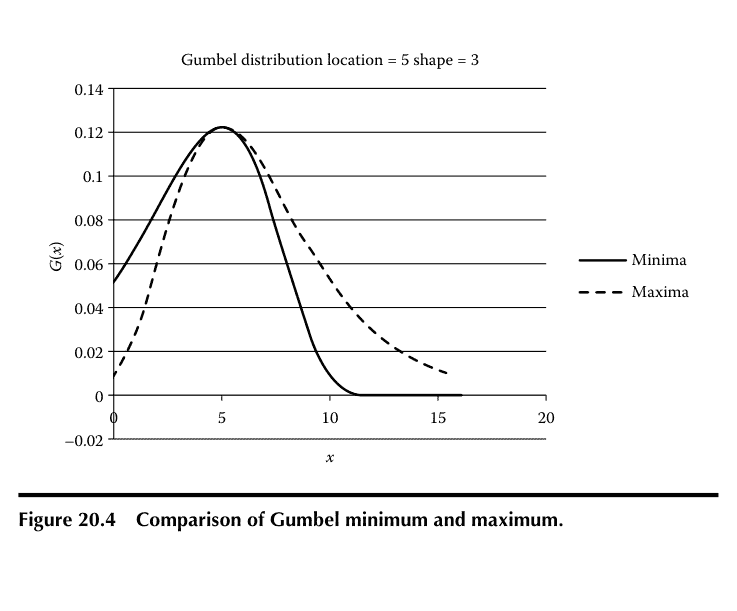 Gumbel distribution location = 5 shape = 3
0.14
0.12
0.1
0.08
0.06
0.04
0.02
0
−0.02
G(x)
0 5 10 15 20
x
Minima
Maxima
Figure 20.4 Comparison of Gumbel minimum and maximum.